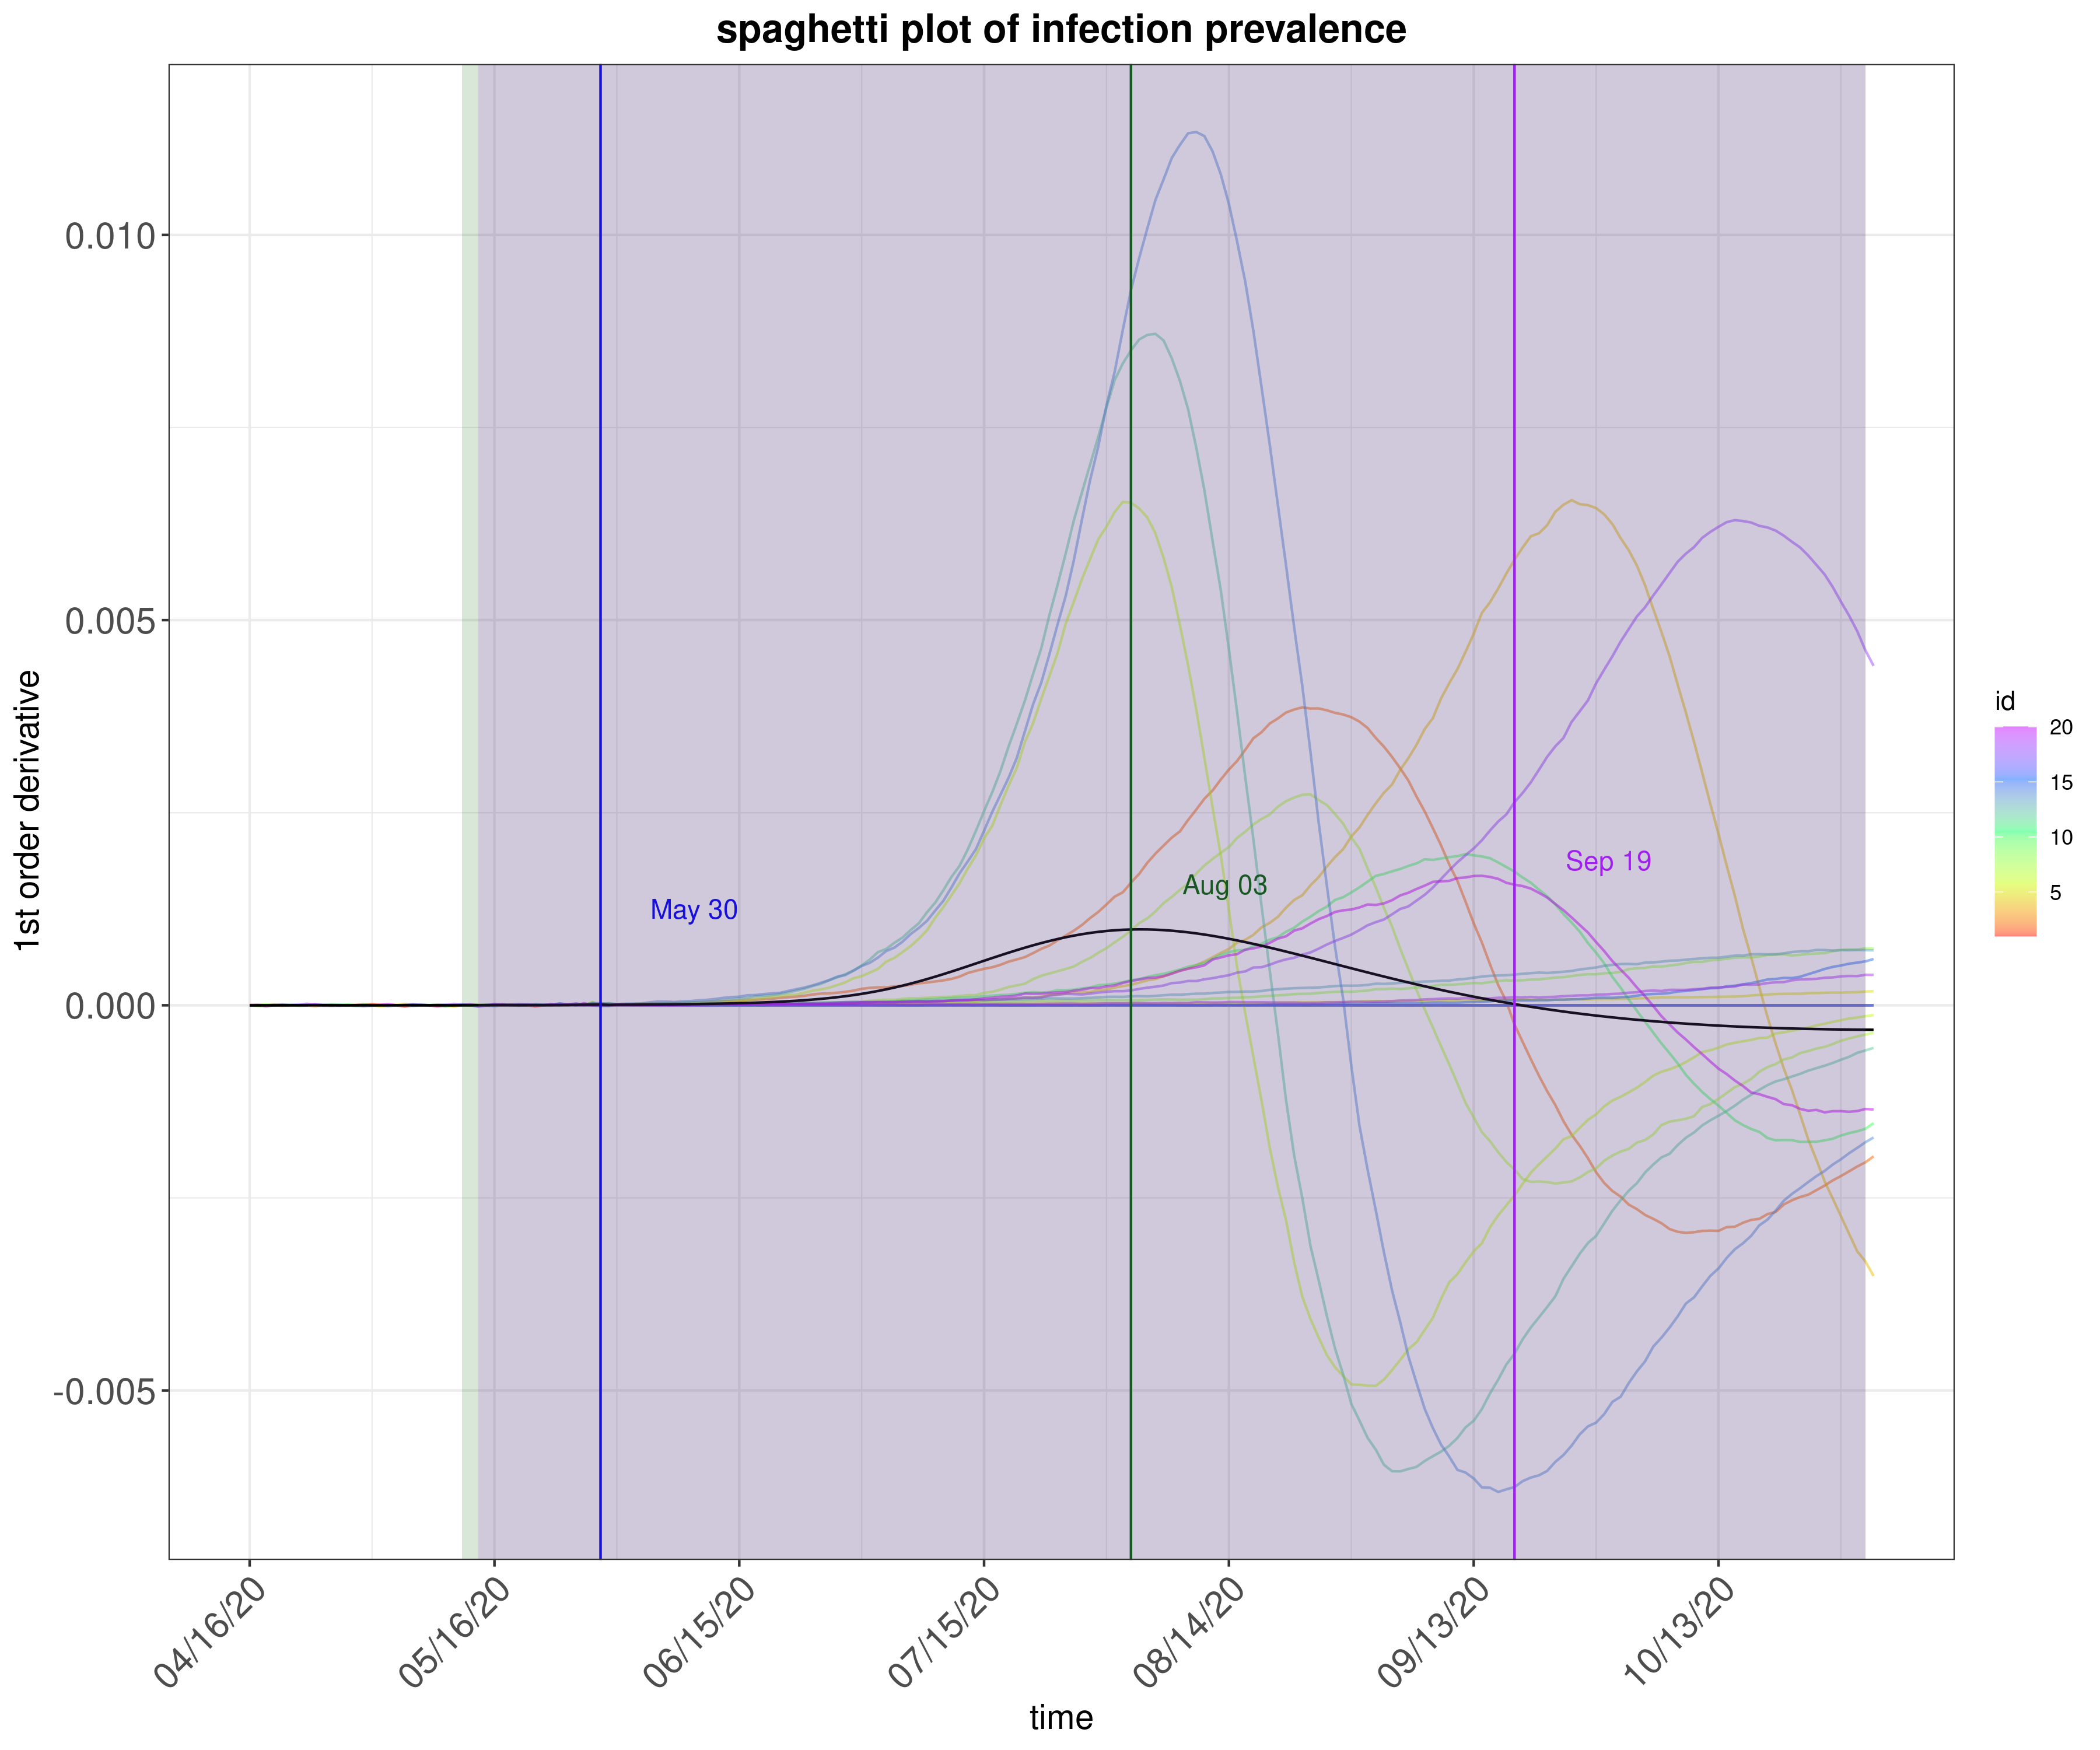 spaghetti plot of infection prevalence
1st order derivative
0.010
0.005
0.000
-0.005
May 30
Aug 03
Sep 19
id
20
15
10
5
04/16/20
05/16/20
06/15/20
07/15/20
08/14/20
09/13/20
10/13/20
time